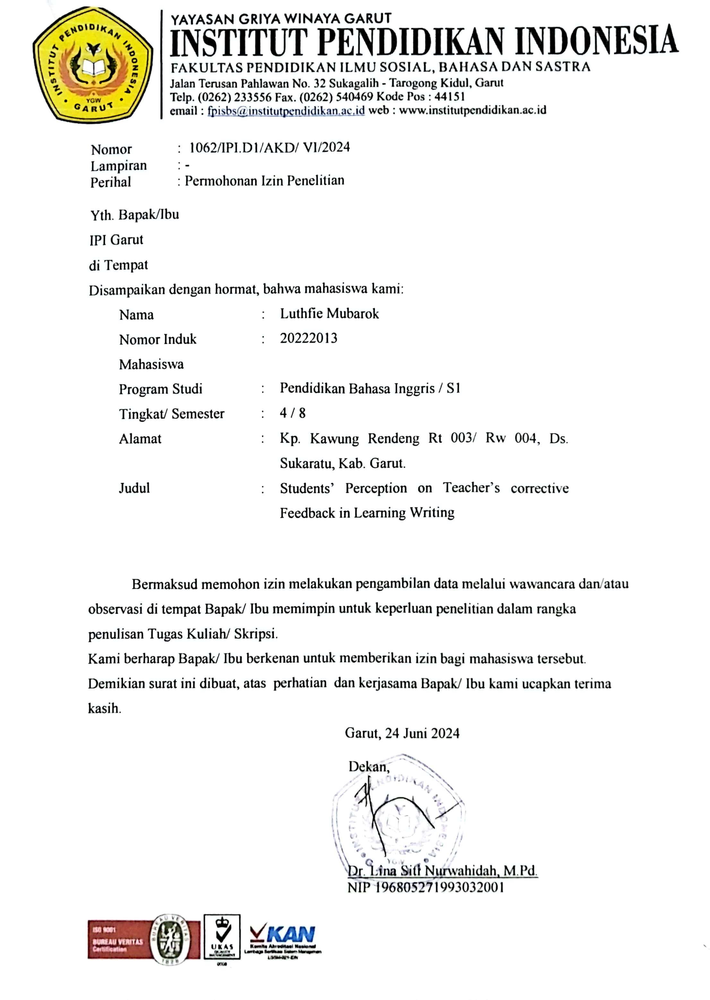 INSTITUT PENDIDIKAN INDONESIA
YGW
GARUT
YAYASAN GRIYA WINAYA GARUT
INSTITUT PENDIDIKAN INDONESIA
FAKULTAS PENDIDIKAN ILMU SOSIAL, BAHASA DAN SASTRA
Jalan Terusan Pahlawan No. 32 Sukagalih - Tarogong Kidul, Garut
Telp. (0262) 233556 Fax. (0262) 540469 Kode Pos : 44151
email : fpisbs@institutpendidikan.ac.id web : www.institutpendidikan.ac.id
Nomor : 1062/IPI.D1/AKD/ VI/2024
Lampiran : -
Perihal : Permohonan Izin Penelitian
Yth. Bapak/Ibu
IPI Garut
di Tempat
Disampaikan dengan hormat, bahwa mahasiswa kami:
Nama : Luthfie Mubarok
Nomor Induk : 20222013
Mahasiswa
Program Studi : Pendidikan Bahasa Inggris / S1
Tingkat/ Semester : 4 / 8
Alamat : Kp. Kawung Rendeng Rt 003/ Rw 004, Ds.
Sukaratu, Kab. Garut.
Judul : Students’ Perception on Teacher’s corrective
Feedback in Learning Writing
Bermaksud memohon izin melakukan pengambilan data melalui wawancara dan/atau
observasi di tempat Bapak/ Ibu memimpin untuk keperluan penelitian dalam rangka
penulisan Tugas Kuliah/ Skripsi.
Kami berharap Bapak/ Ibu berkenan untuk memberikan izin bagi mahasiswa tersebut.
Demikian surat ini dibuat, atas perhatian dan kerjasama Bapak/ Ibu kami ucapkan terima
kasih.
Garut, 24 Juni 2024
Dekan,
INSTITUT PENDIDIKAN INDONESIA
YGW
Dr. Lina Siti Nurwahidah, M.Pd.
NIP 196805271993032001
ISO 9001
BUREAU VERITAS
Certification
BUREAU VERITAS
1828
UKAS
QUALITY
MANAGEMENT
008
KAN
Komite Akreditasi Nasional
Lembaga Sertifikasi Sistem Manajemen